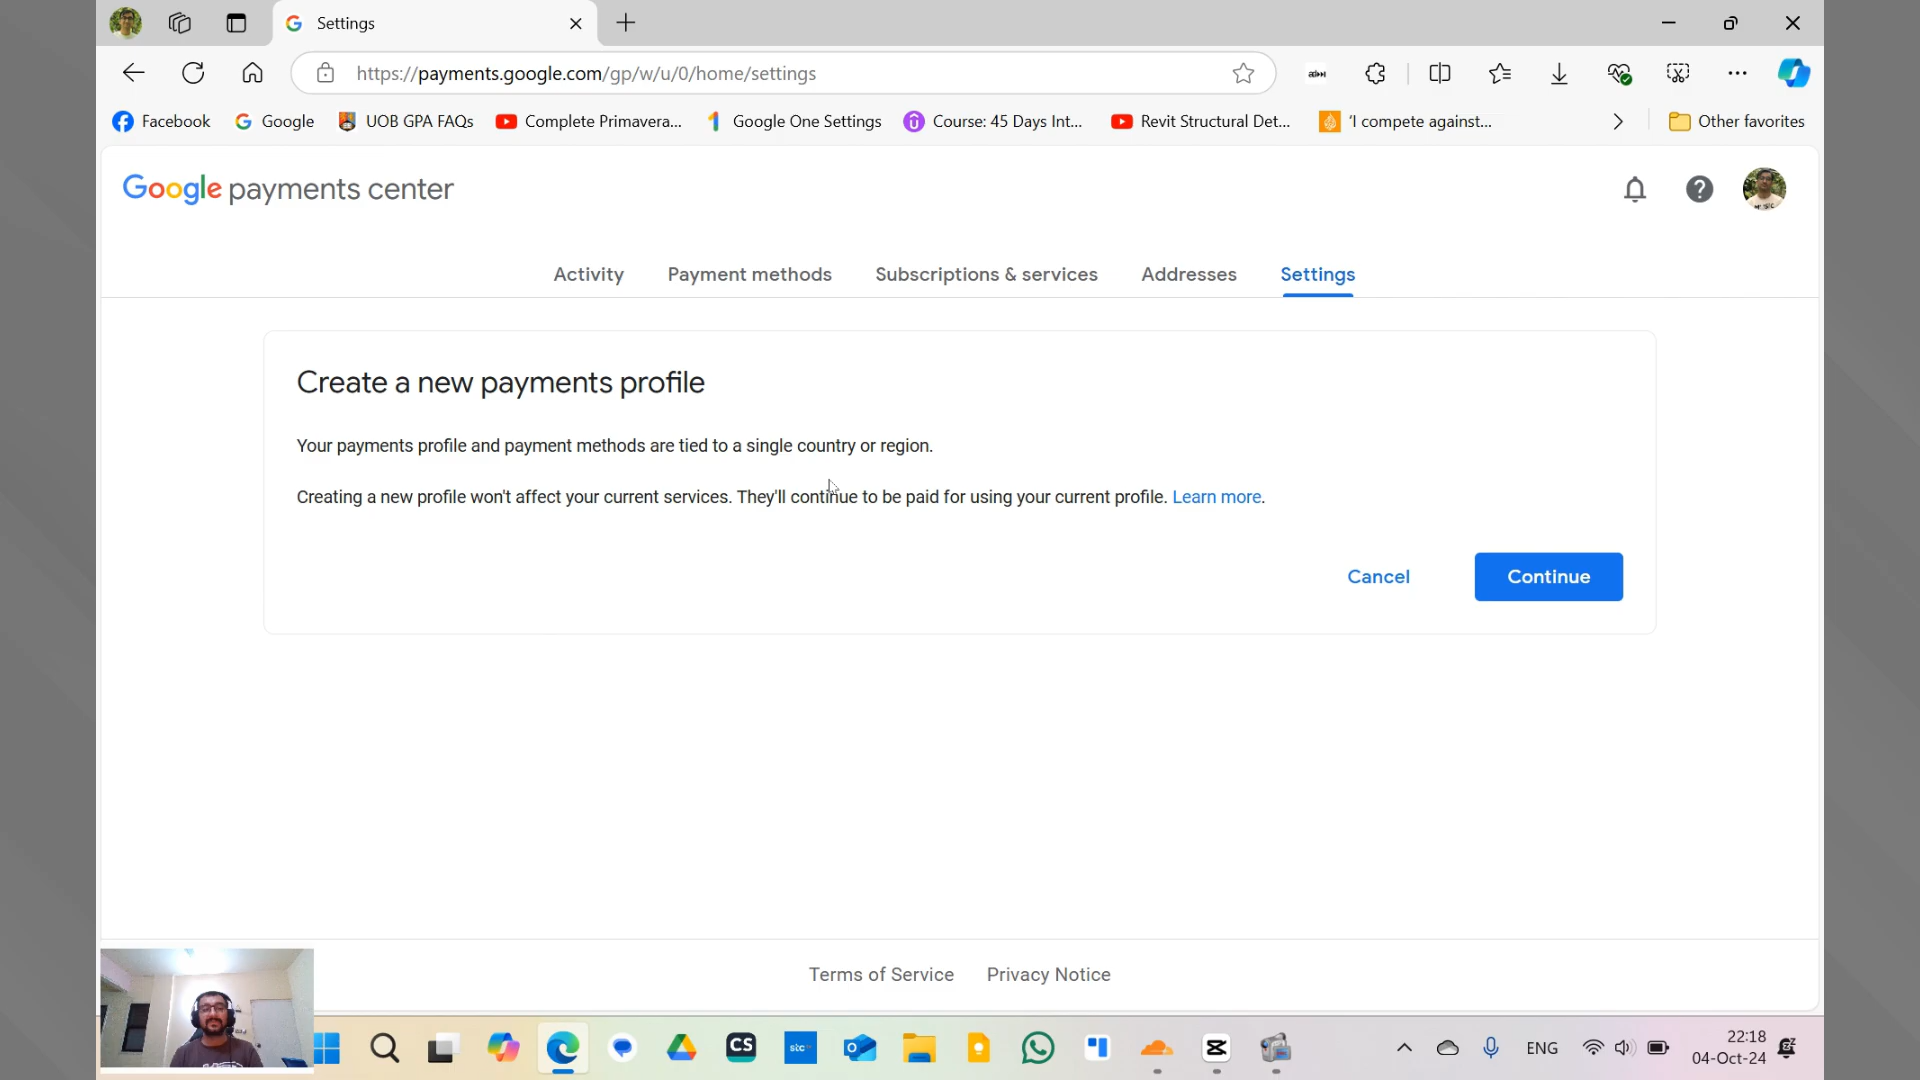 Settings
https://payments.google.com/gp/w/u/0/home/settings
Facebook
Google
UOB GPA FAQs
Complete Primavera...
Google One Settings
Course: 45 Days Int...
Revit Structural Det...
'I compete against...
Other favorites
Google payments center
Activity
Payment methods
Subscriptions & services
Addresses
Settings
Create a new payments profile
Your payments profile and payment methods are tied to a single country or region.
Creating a new profile won't affect your current services. They'll continue to be paid for using your current profile. Learn more.
Cancel
Continue
Terms of Service
Privacy Notice
CS
stc
ENG
22:18
04-Oct-24